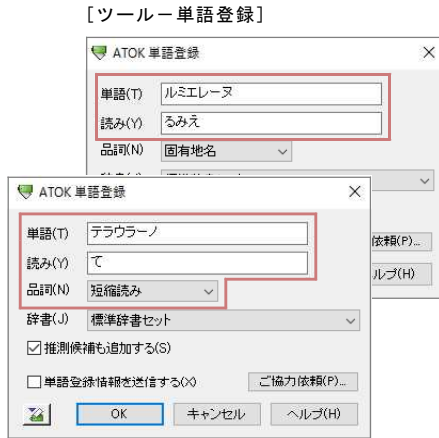 [ツール－単語登録]
ATOK 単語登録
単語(T) ルミエレーヌ
読み(Y) るみえ
品詞(N) 固有地名
依頼(P)...
ルプ(H)
ATOK 単語登録
単語(T) テラウラーノ
読み(Y) て
品詞(N) 短縮読み
辞書(J) 標準辞書セット
推測候補も追加する(S)
単語登録情報を送信する(X) ご協力依頼(P)...
OK キャンセル ヘルプ(H)